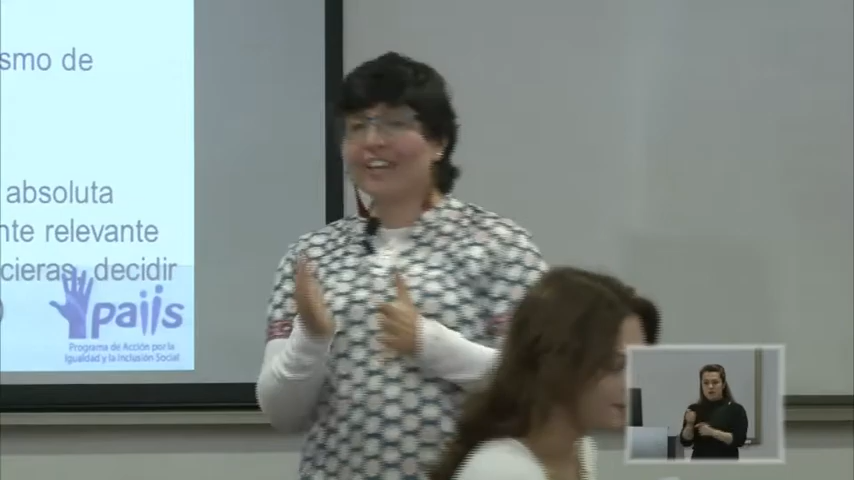 smo de
absoluta
nte relevante
cieras, decidir
paiis
Programa de Acción por la
Igualdad y la Inclusión Social